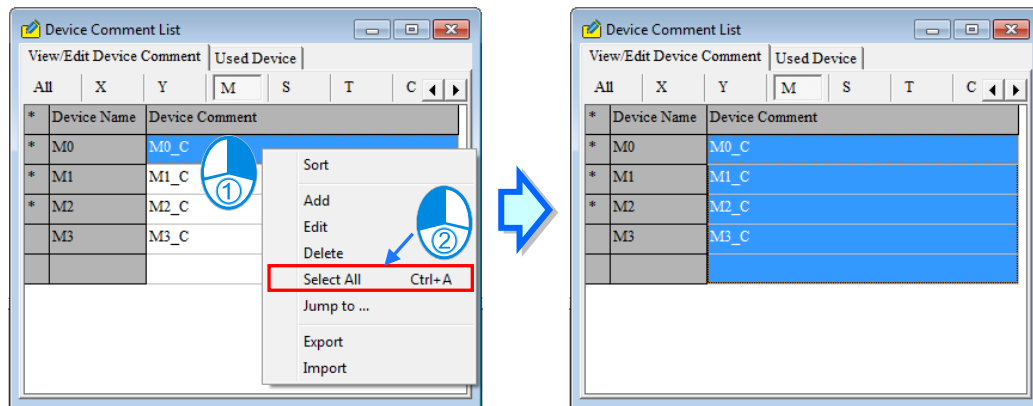 Device Comment List
View/Edit Device Comment Used Device
All X Y M S T C
* Device Name Device Comment
* M0 M0_C
* M1 M1_C
* M2 M2_C
M3 M3_C
①
Sort
Add
Edit
Delete
Select All Ctrl+A
Jump to ...
Export
Import
②
Device Comment List
View/Edit Device Comment Used Device
All X Y M S T C
* Device Name Device Comment
* M0 M0_C
* M1 M1_C
* M2 M2_C
M3 M3_C